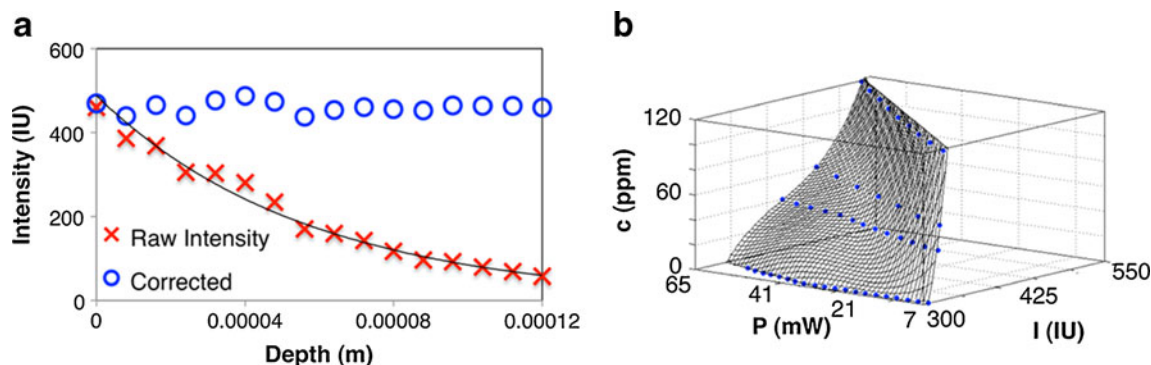 a
600
400
200
0
Intensity (IU)
Raw Intensity
Corrected
0 0.00004 0.00008 0.00012
Depth (m)
b
120
60
0
c (ppm)
65 41 21 7
P (mW)
300 425 550
I (IU)